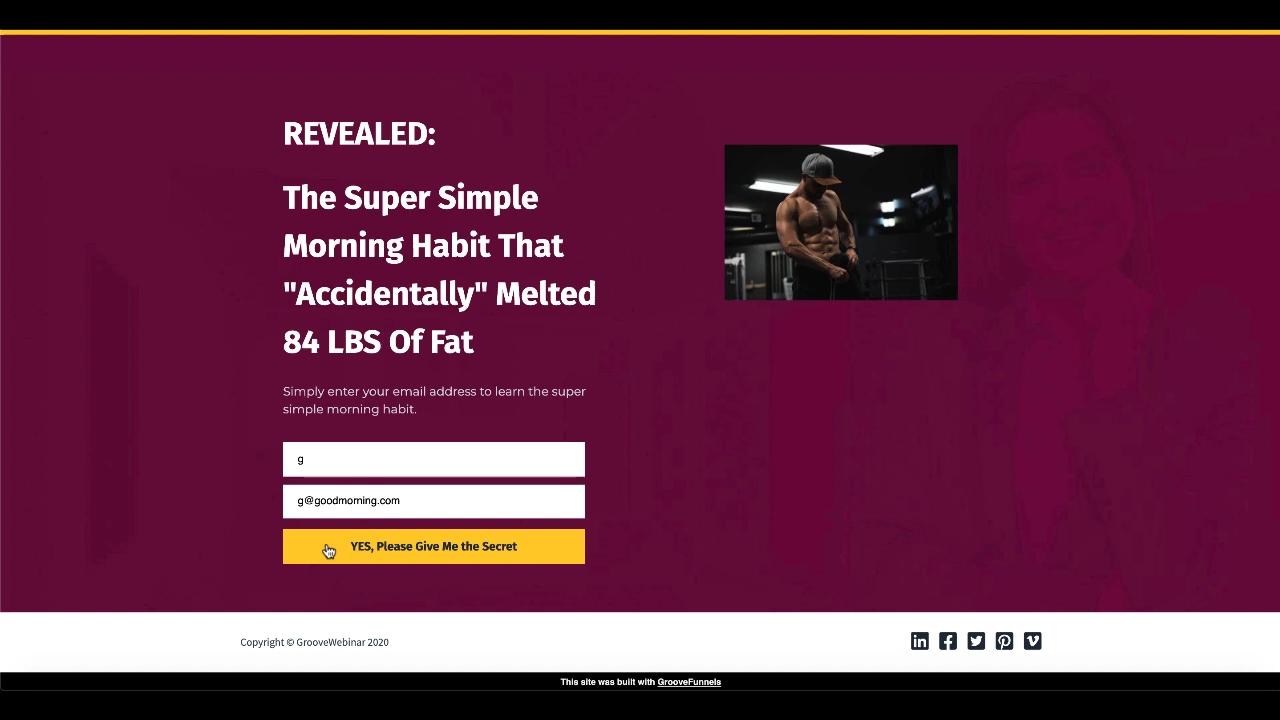 REVEALED:
The Super Simple
Morning Habit That
"Accidentally" Melted
84 LBS Of Fat
Simply enter your email address to learn the super
simple morning habit.
g
g@goodmorning.com
YES, Please Give Me the Secret
Copyright © GrooveWebinar 2020
This site was built with GrooveFunnels